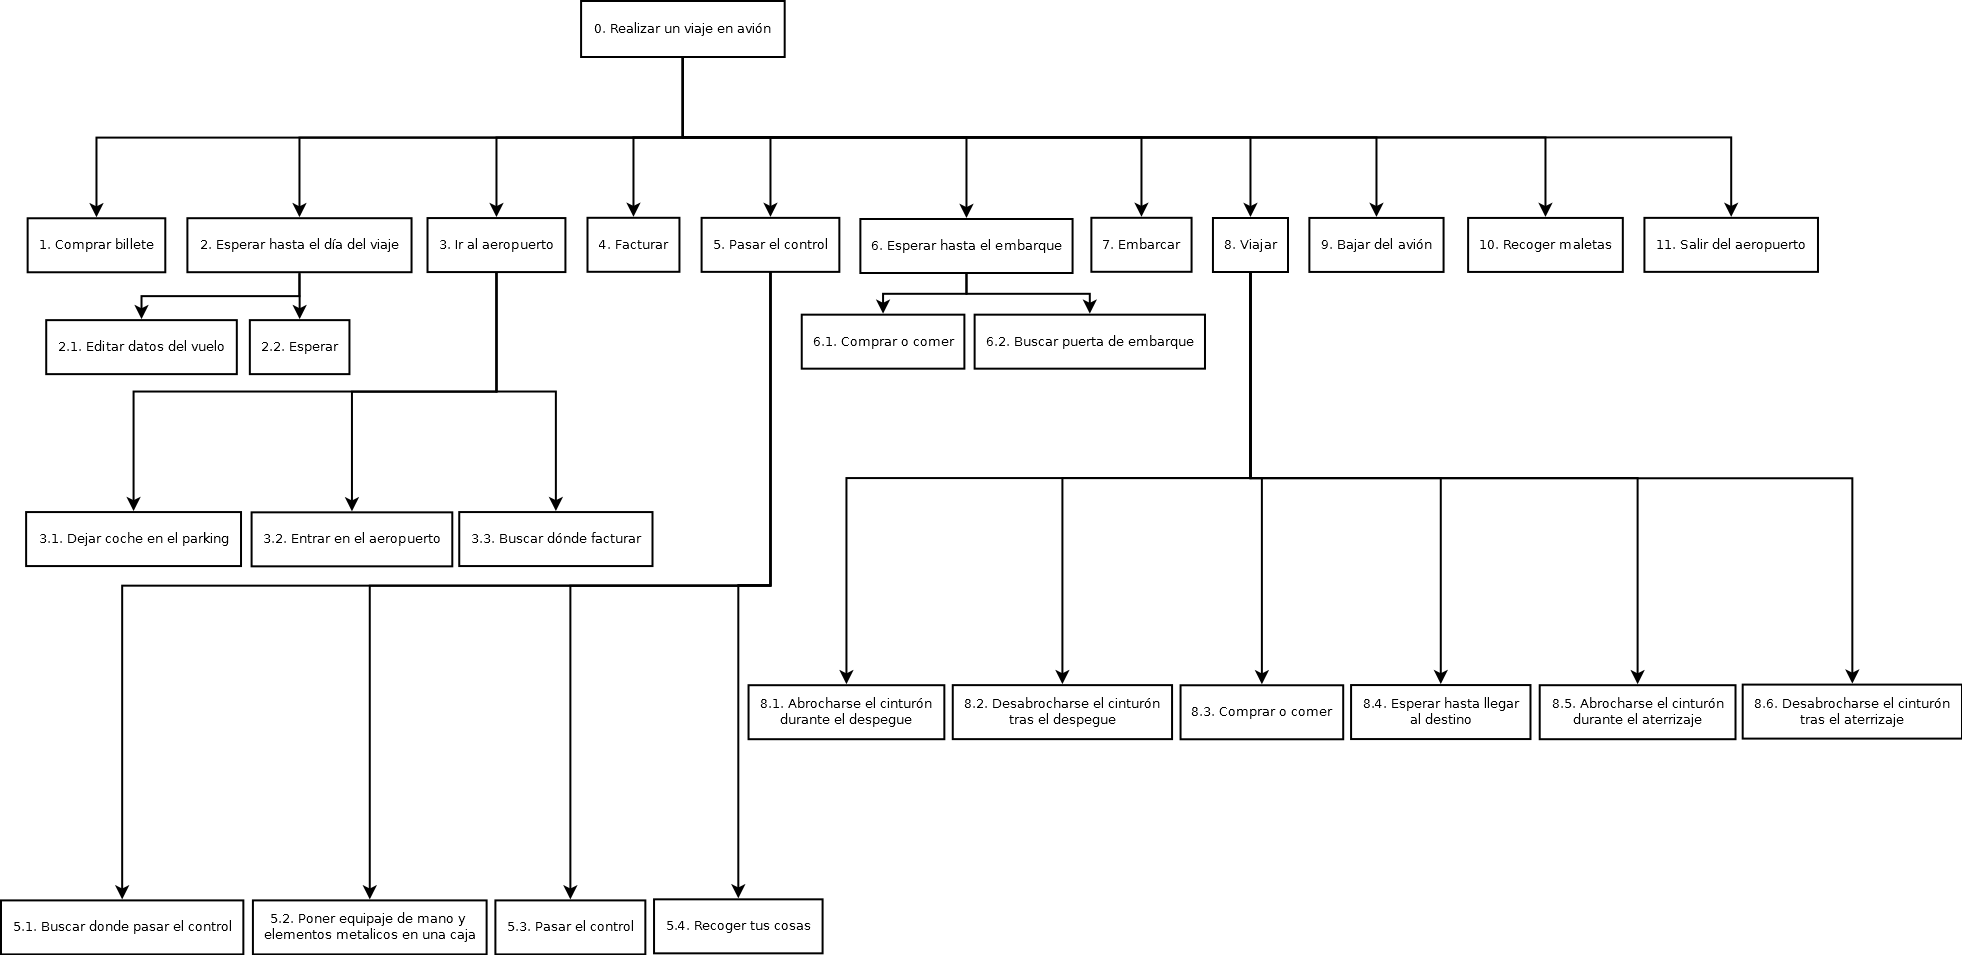 0. Realizar un viaje en avión
1. Comprar billete
2. Esperar hasta el día del viaje
3. Ir al aeropuerto
4. Facturar
5. Pasar el control
6. Esperar hasta el embarque
7. Embarcar
8. Viajar
9. Bajar del avión
10. Recoger maletas
11. Salir del aeropuerto
2.1. Editar datos del vuelo
2.2. Esperar
6.1. Comprar o comer
6.2. Buscar puerta de embarque
3.1. Dejar coche en el parking
3.2. Entrar en el aeropuerto
3.3. Buscar dónde facturar
8.1. Abrocharse el cinturón
durante el despegue
8.2. Desabrocharse el cinturón
tras el despegue
8.3. Comprar o comer
8.4. Esperar hasta llegar
al destino
8.5. Abrocharse el cinturón
durante el aterrizaje
8.6. Desabrocharse el cinturón
tras el aterrizaje
5.1. Buscar donde pasar el control
5.2. Poner equipaje de mano y
elementos metalicos en una caja
5.3. Pasar el control
5.4. Recoger tus cosas